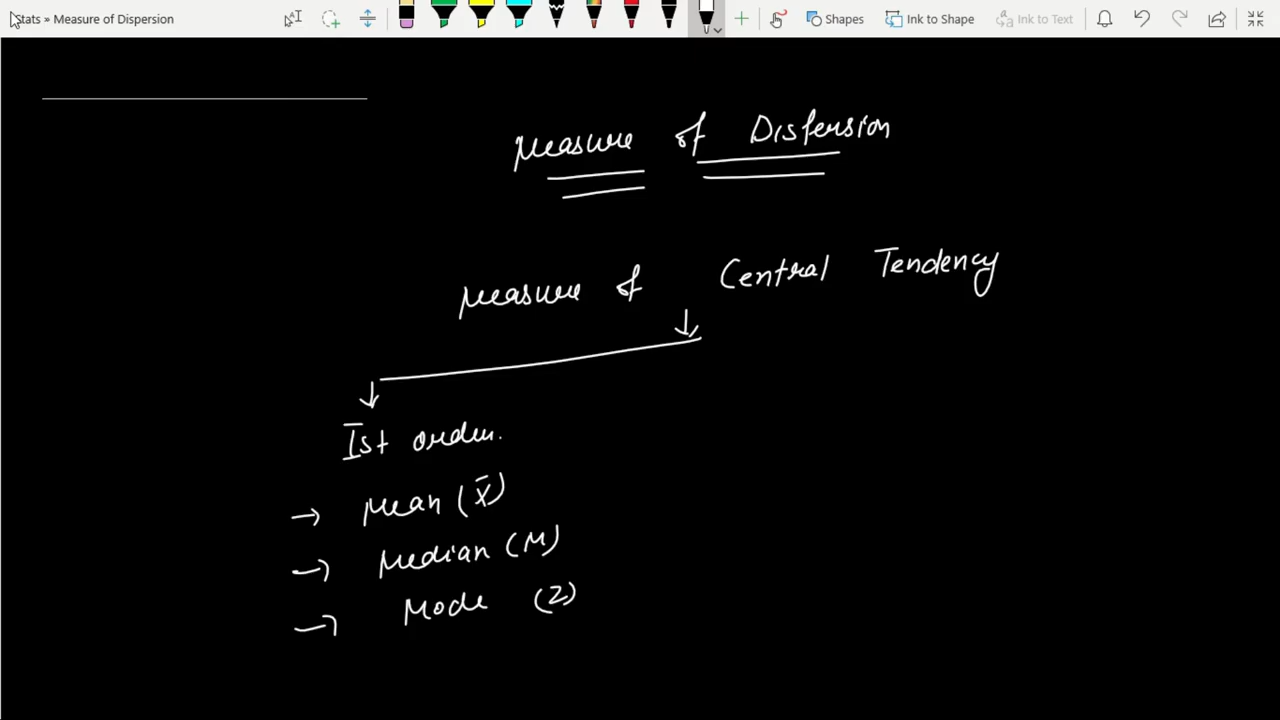 Stats » Measure of Dispersion
Shapes
Ink to Shape
Ink to Text
Measure of Dispersion
Measure of Central Tendency
Ist order.
→ Mean (X̄)
→ Median (M)
→ Mode (Z)